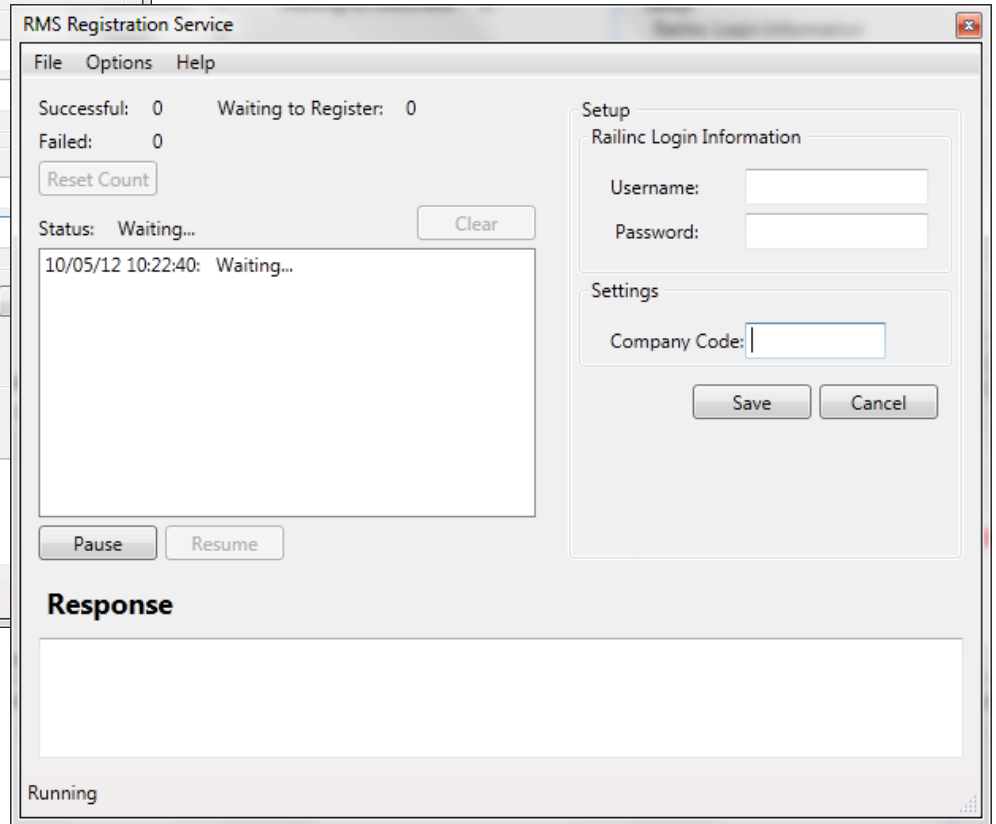 RMS Registration Service
File Options Help
Successful: 0 Waiting to Register: 0
Failed: 0
Reset Count
Status: Waiting...
Clear
10/05/12 10:22:40: Waiting...
Pause Resume
Setup
Railinc Login Information
Username:
Password:
Settings
Company Code:
Save Cancel
Response
Running